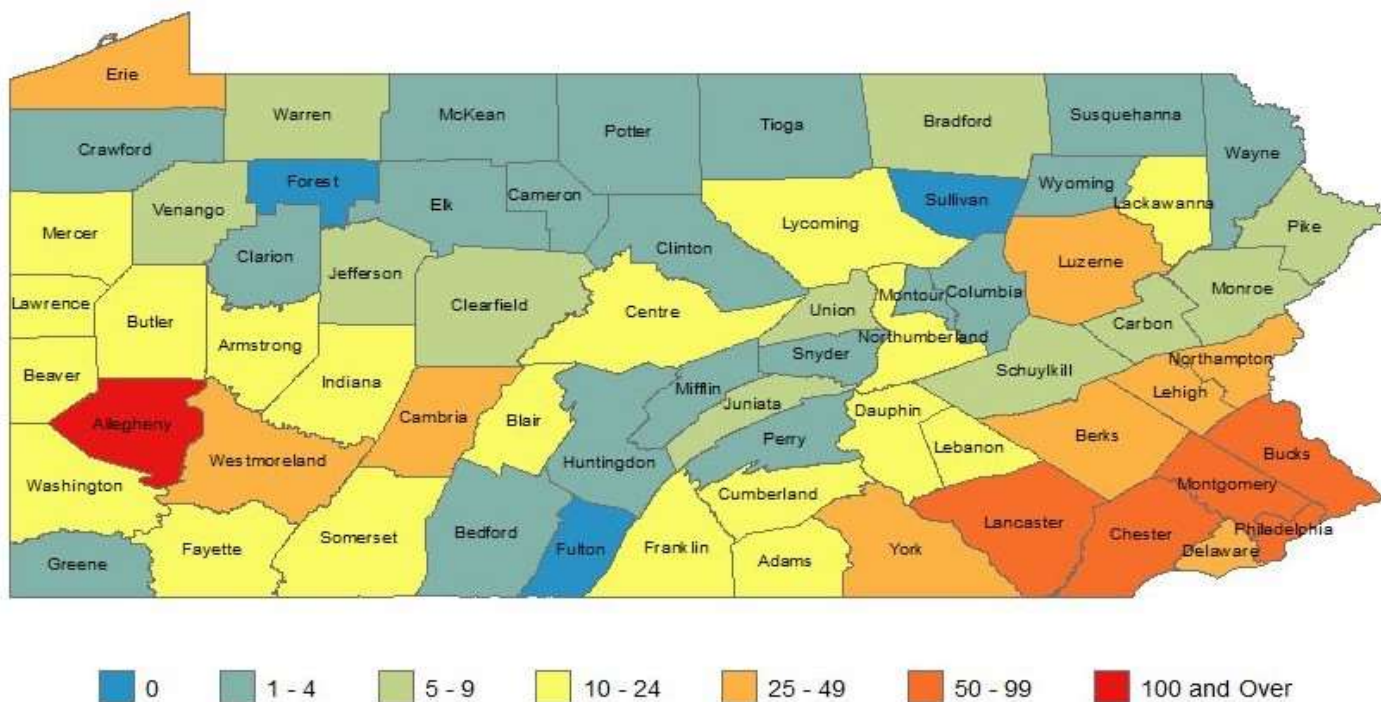 Erie
Warren
McKean
Potter
Tioga
Bradford
Susquehanna
Wayne
Crawford
Forest
Elk
Cameron
Sullivan
Wyoming
Lackawanna
Venango
Mercer
Clarion
Jefferson
Clinton
Lycoming
Pike
Luzerne
Lawrence
Butler
Clearfield
Centre
Union
Montour
Columbia
Monroe
Carbon
Armstrong
Northumberland
Snyder
Beaver
Indiana
Mifflin
Schuylkill
Northampton
Lehigh
Allegheny
Cambria
Blair
Juniata
Dauphin
Perry
Lebanon
Berks
Bucks
Westmoreland
Huntingdon
Washington
Cumberland
Montgomery
Lancaster
Chester
Philadelphia
Delaware
Greene
Fayette
Somerset
Bedford
Fulton
Franklin
Adams
York
0
1 - 4
5 - 9
10 - 24
25 - 49
50 - 99
100 and Over